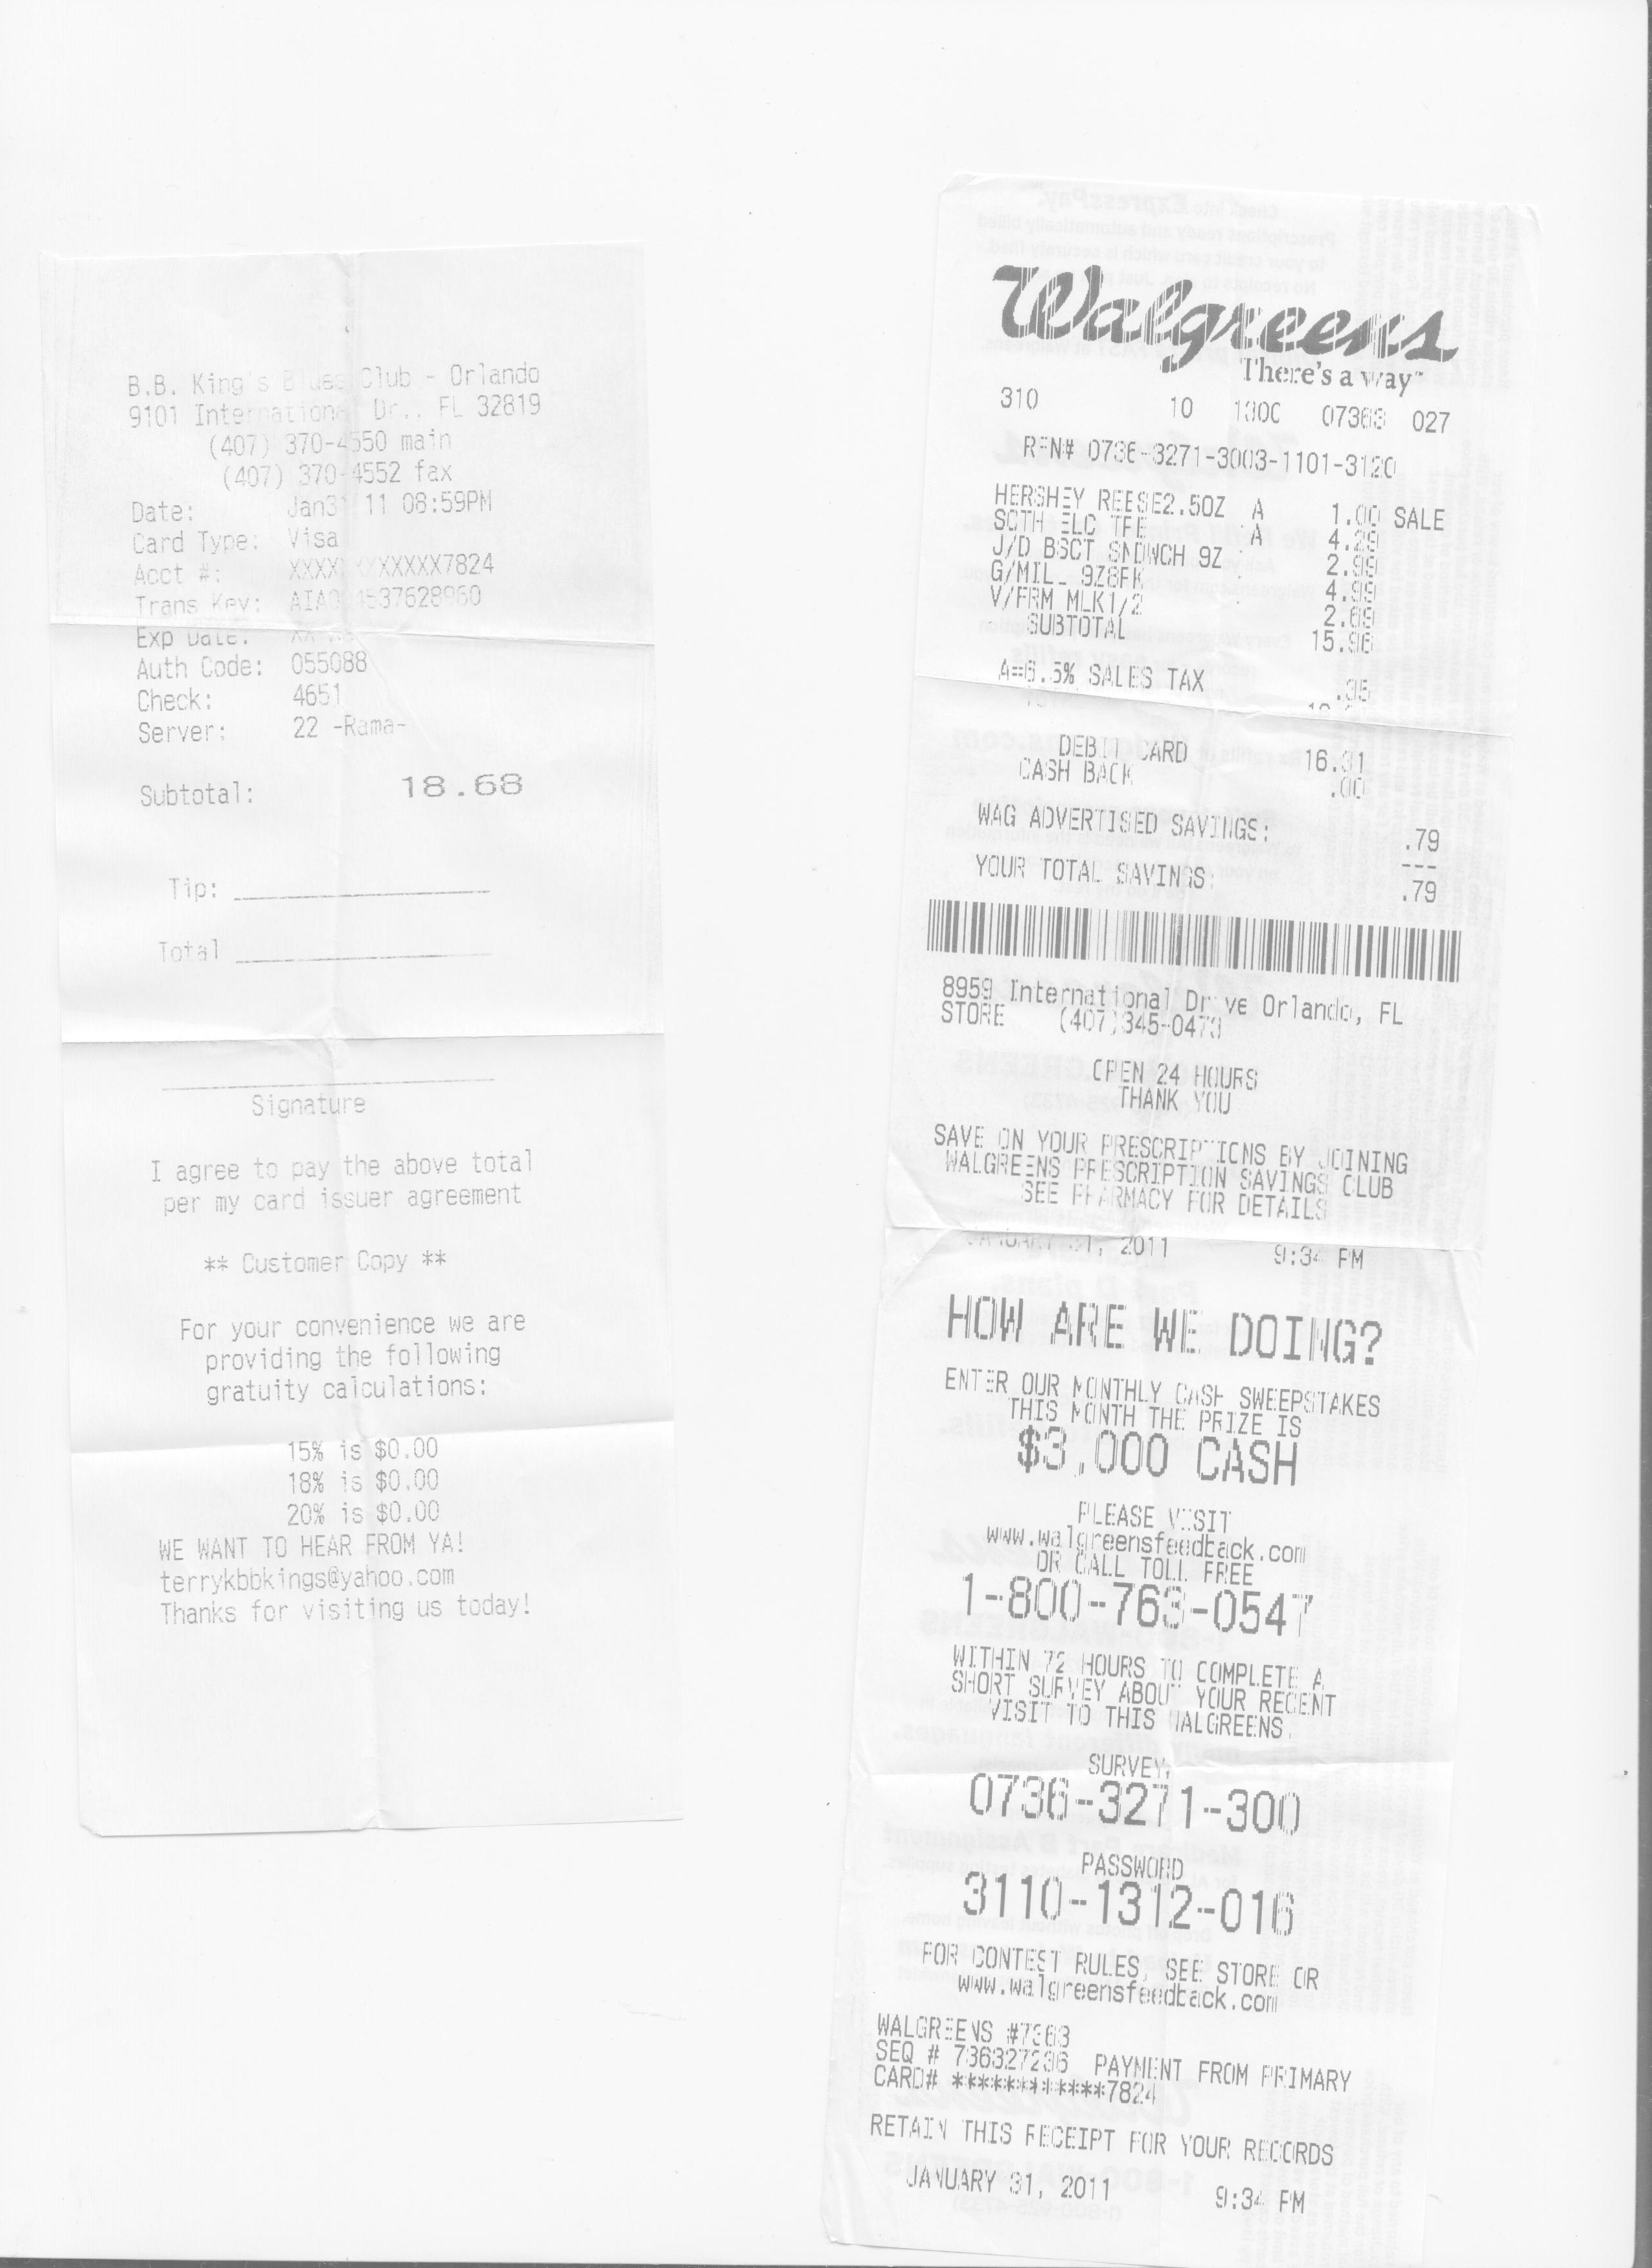 B.B. King's Blues Club - Orlando
9101 International Dr., FL 32819
(407) 370-4550 main
(407) 370-4552 fax
Date: Jan31 11 08:59PM
Card Type: Visa
Acct #: XXXX XXXXXX7824
Trans Key:
Exp Date:
Auth Code: 055088
Check: 4651
Server: 22 -Rama-
Subtotal: 18.68
Tip:
Total
Signature
I agree to pay the above total
per my card issuer agreement
** Customer Copy **
For your convenience we are
providing the following
gratuity calculations:
15% is $0.00
18% is $0.00
20% is $0.00
WE WANT TO HEAR FROM YA!
terrykbbkings@yahoo.com
Thanks for visiting us today!
Walgreens
There's a way™
310 10 1300 07363 027
RFN# 0736-3271-3003-1101-3120
HERSHEY REESE2.5OZ A 1.00 SALE
SOTH ELC TFE A 4.29
J/D BSCT SNDWCH 9Z 2.99
G/MIL 9Z8FK 4.99
V/FRM MLK1/2 2.69
SUBTOTAL 15.96
A=6.5% SALES TAX .35
DEBIT CARD 16.31
CASH BACK .00
WAG ADVERTISED SAVINGS: .79
---
YOUR TOTAL SAVINGS: .79
8959 International Drive Orlando, FL
STORE (407)345-0473
OPEN 24 HOURS
THANK YOU
SAVE ON YOUR PRESCRIPTIONS BY JOINING
WALGREENS PRESCRIPTION SAVINGS CLUB
SEE PHARMACY FOR DETAILS
JANUARY 31, 2011 9:34 PM
HOW ARE WE DOING?
ENTER OUR MONTHLY CASH SWEEPSTAKES
THIS MONTH THE PRIZE IS
$3,000 CASH
PLEASE VISIT
www.walgreensfeedback.com
OR CALL TOLL FREE
1-800-763-0547
WITHIN 72 HOURS TO COMPLETE A
SHORT SURVEY ABOUT YOUR RECENT
VISIT TO THIS WALGREENS.
SURVEY#
0736-3271-300
PASSWORD
3110-1312-016
FOR CONTEST RULES, SEE STORE OR
www.walgreensfeedback.com
WALGREENS #7363
SEQ # 736327236 PAYMENT FROM PRIMARY
CARD# ************7824
RETAIN THIS RECEIPT FOR YOUR RECORDS
JANUARY 31, 2011 9:34 PM